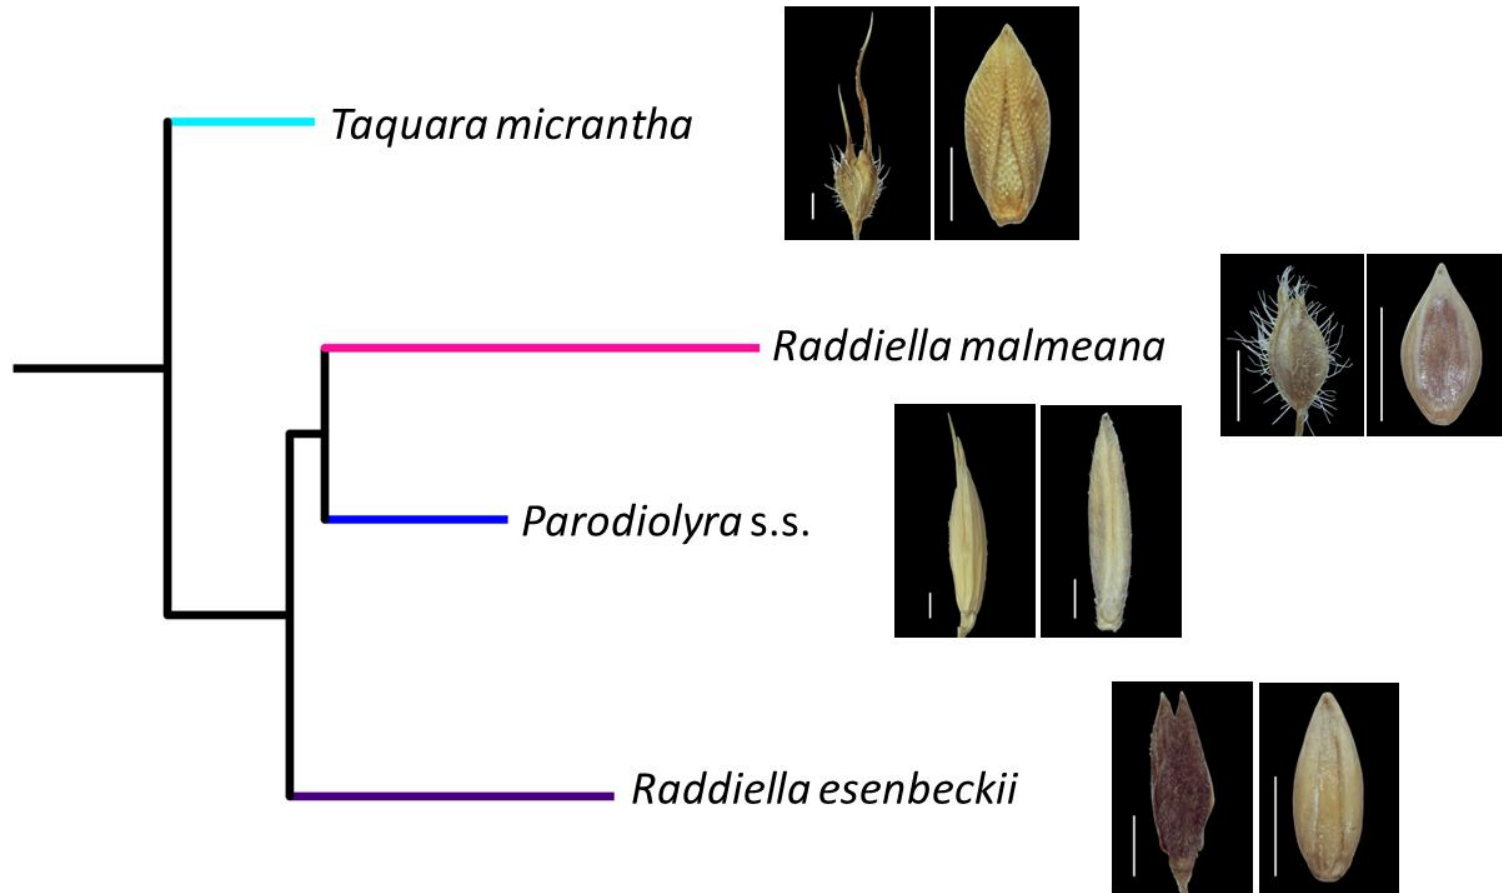 Taquara micrantha
Raddiella malmeana
Parodiolyra s.s.
Raddiella esenbeckii